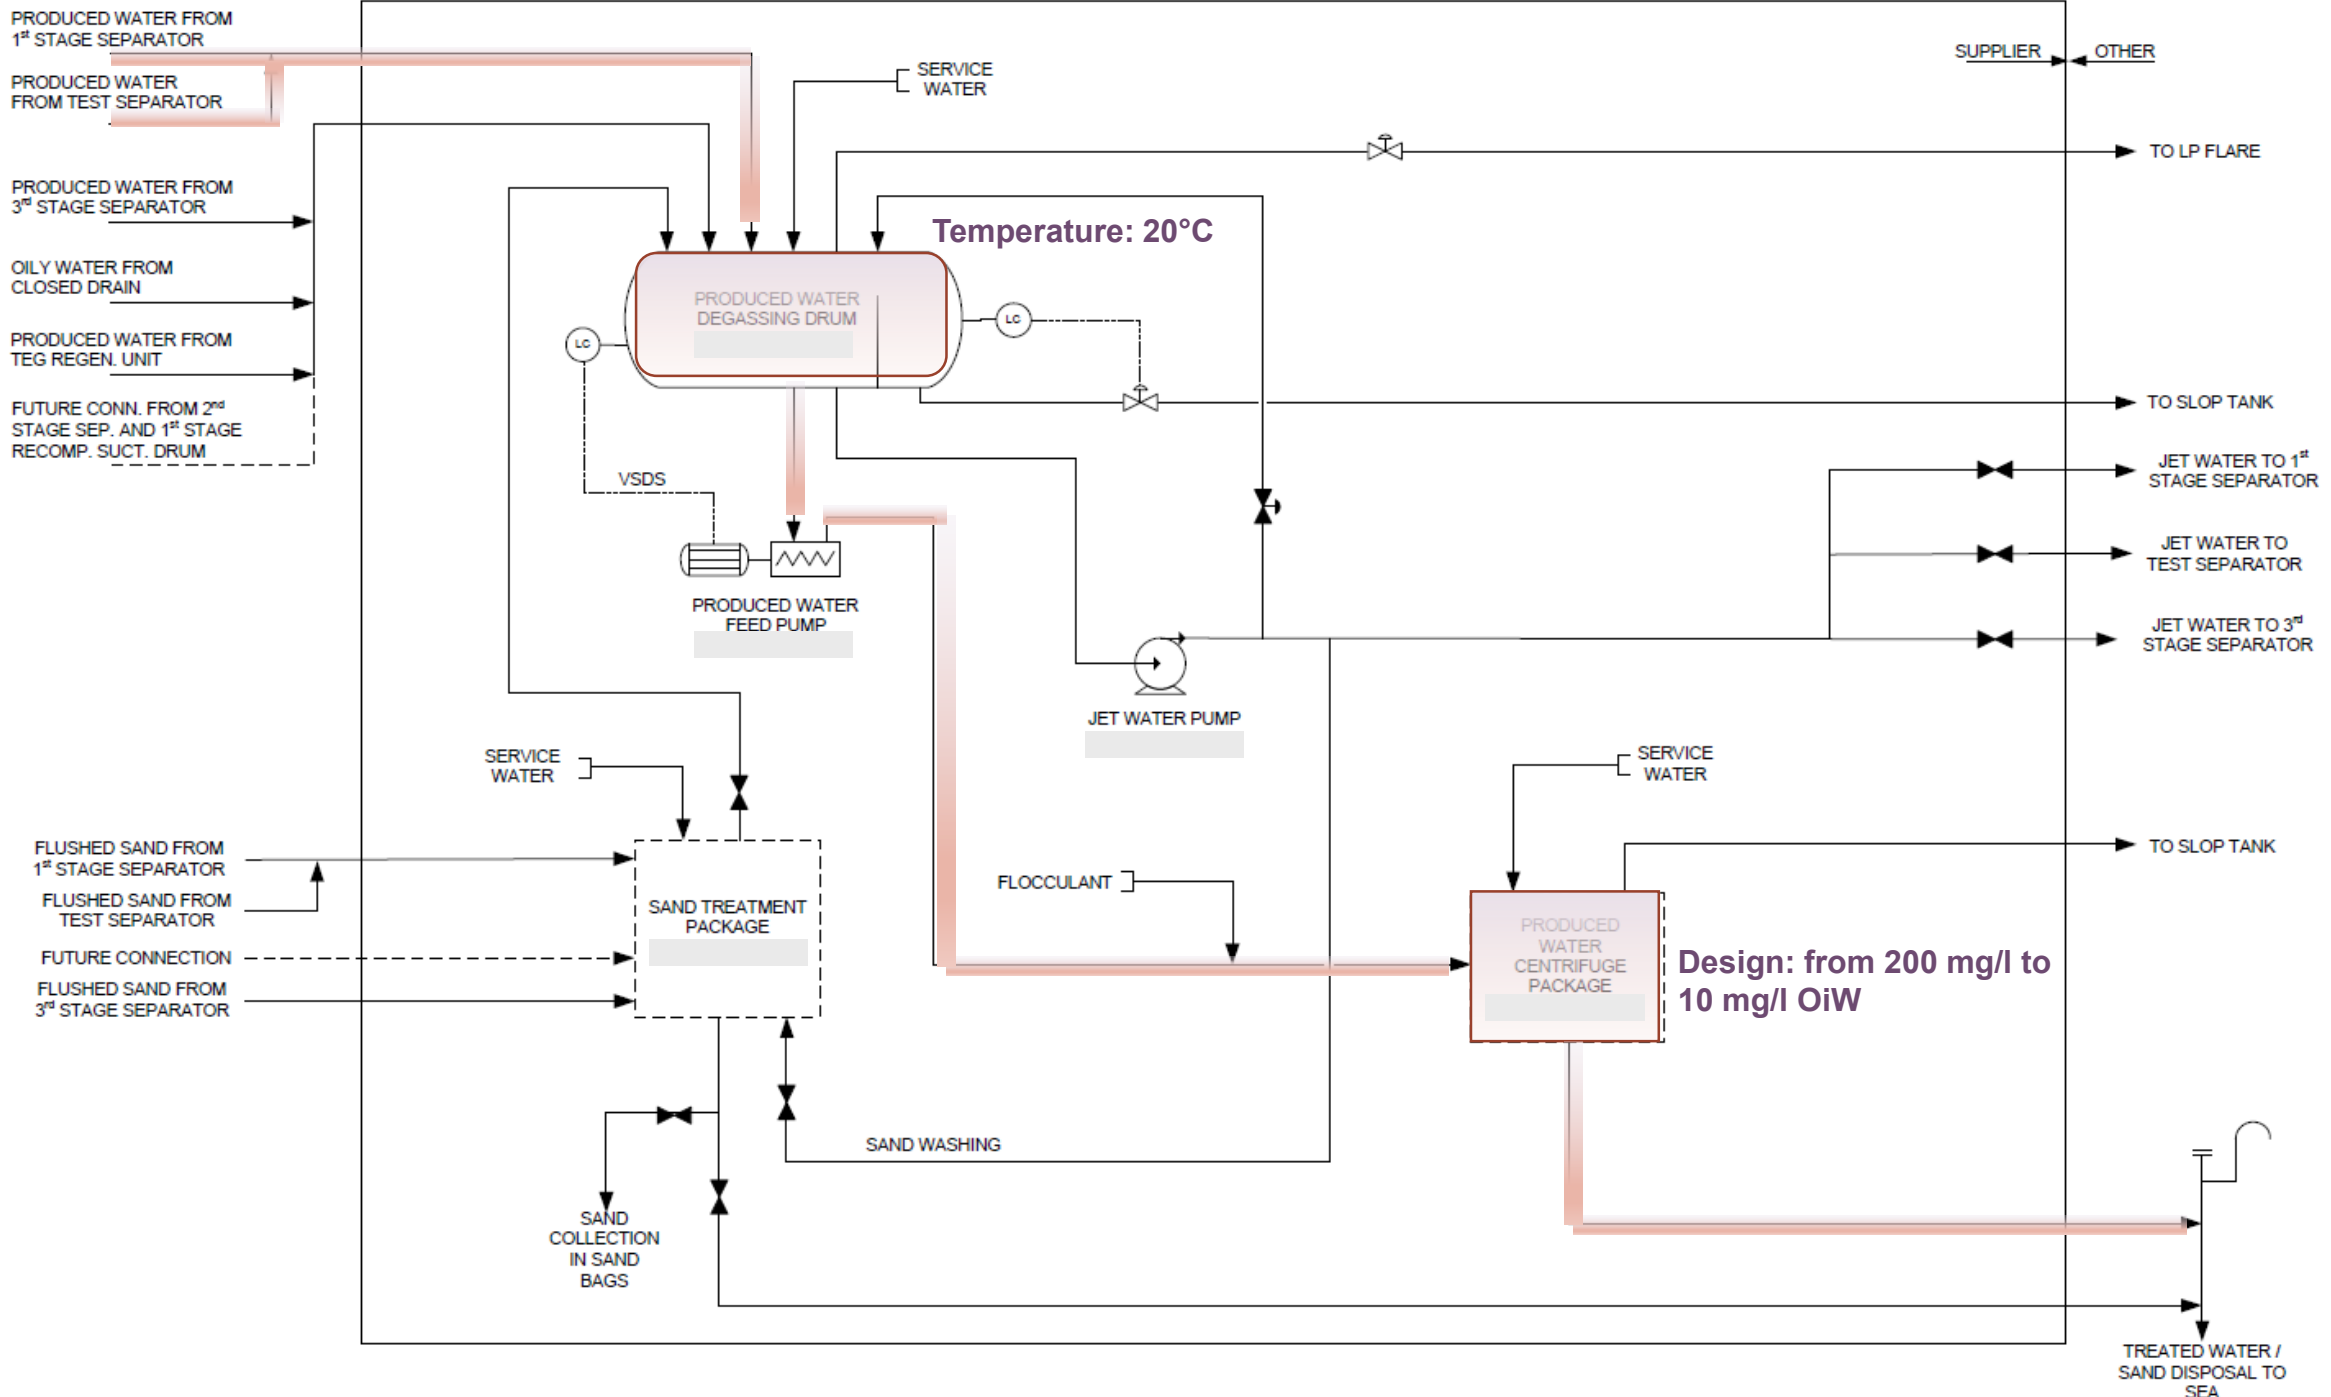 PRODUCED WATER FROM
1st STAGE SEPARATOR
PRODUCED WATER
FROM TEST SEPARATOR
PRODUCED WATER FROM
3rd STAGE SEPARATOR
OILY WATER FROM
CLOSED DRAIN
PRODUCED WATER FROM
TEG REGEN. UNIT
FUTURE CONN. FROM 2nd
STAGE SEP. AND 1st STAGE
RECOMP. SUCT. DRUM
SERVICE
WATER
SUPPLIER
OTHER
TO LP FLARE
Temperature: 20°C
PRODUCED WATER
DEGASSING DRUM
LC
LC
VSDS
TO SLOP TANK
JET WATER TO 1st
STAGE SEPARATOR
JET WATER TO
TEST SEPARATOR
JET WATER TO 3rd
STAGE SEPARATOR
PRODUCED WATER
FEED PUMP
JET WATER PUMP
SERVICE
WATER
SERVICE
WATER
FLUSHED SAND FROM
1st STAGE SEPARATOR
FLUSHED SAND FROM
TEST SEPARATOR
FUTURE CONNECTION
FLUSHED SAND FROM
3rd STAGE SEPARATOR
SAND TREATMENT
PACKAGE
FLOCCULANT
TO SLOP TANK
PRODUCED
WATER
CENTRIFUGE
PACKAGE
Design: from 200 mg/l to
10 mg/l OiW
SAND WASHING
SAND
COLLECTION
IN SAND
BAGS
TREATED WATER /
SAND DISPOSAL TO
SEA